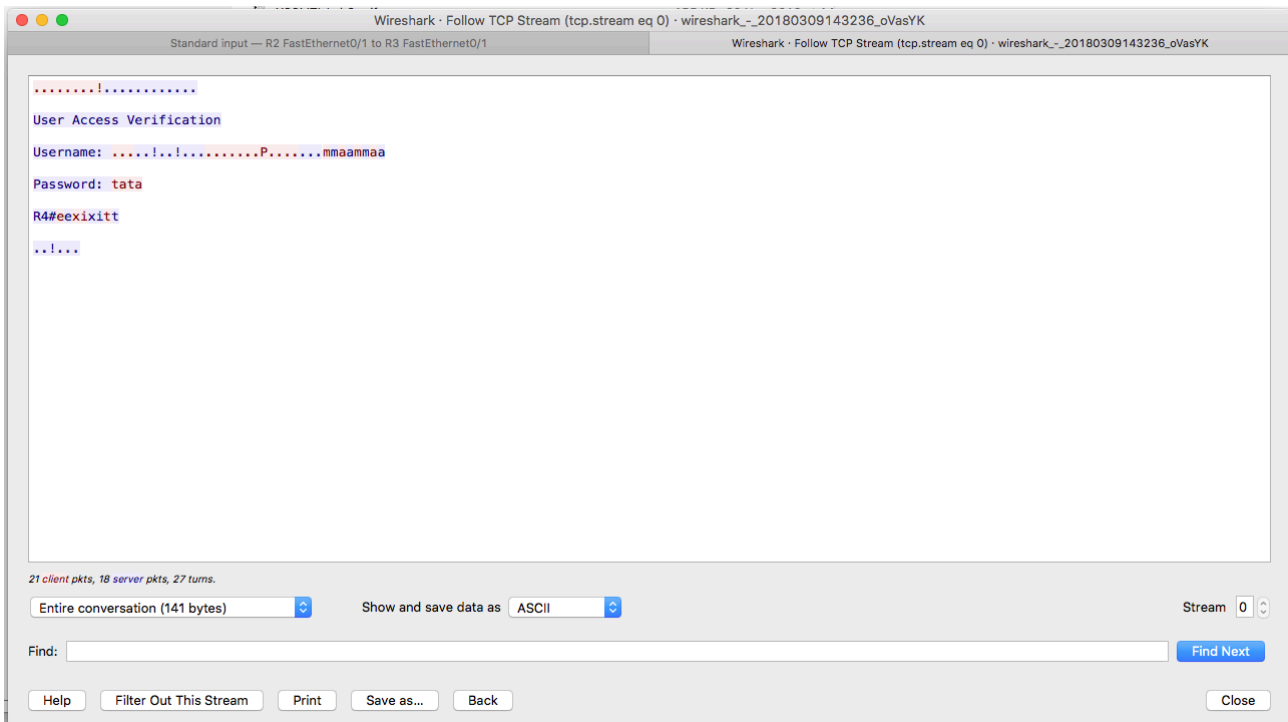 Wireshark · Follow TCP Stream (tcp.stream eq 0) · wireshark_-_20180309143236_oVasYK
Standard input — R2 FastEthernet0/1 to R3 FastEthernet0/1
Wireshark · Follow TCP Stream (tcp.stream eq 0) · wireshark_-_20180309143236_oVasYK
........!............
User Access Verification
Username: .....!..!..........P.......mmaammaa
Password: tata
R4#eexixitt
..!...
21 client pkts, 18 server pkts, 27 turns.
Entire conversation (141 bytes)
Show and save data as ASCII
Stream 0
Find:
Find Next
Help
Filter Out This Stream
Print
Save as...
Back
Close